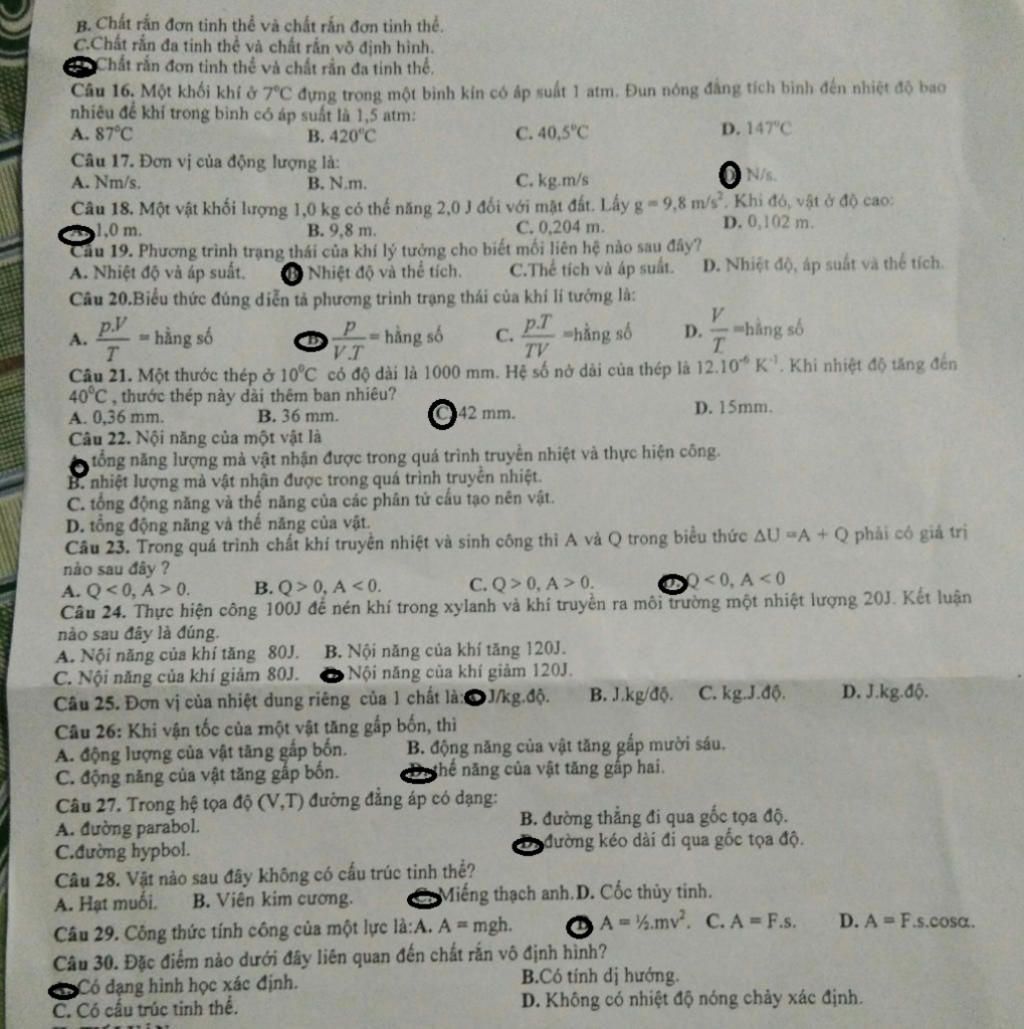 B. Chất rắn đơn tinh thể và chất rắn đơn tinh thể.
C.Chất rắn đa tinh thể và chất rắn vô định hình.
Chất rắn đơn tinh thể và chất rắn đa tinh thể.
Câu 16. Một khối khí ở 7°C đựng trong một bình kín có áp suất 1 atm. Đun nóng đẳng tích bình đến nhiệt độ bao
nhiêu để khí trong bình có áp suất là 1,5 atm:
A. 87°C B. 420°C C. 40,5°C D. 147°C
Câu 17. Đơn vị của động lượng là:
A. Nm/s. B. N.m. C. kg.m/s D N/s.
Câu 18. Một vật khối lượng 1,0 kg có thế năng 2,0 J đối với mặt đất. Lấy g = 9,8 m/s². Khi đó, vật ở độ cao:
A. 1,0 m. B. 9,8 m. C. 0,204 m. D. 0,102 m.
Câu 19. Phương trình trạng thái của khí lý tưởng cho biết mối liên hệ nào sau đây?
A. Nhiệt độ và áp suất. B Nhiệt độ và thể tích. C.Thể tích và áp suất. D. Nhiệt độ, áp suất và thể tích.
Câu 20.Biểu thức đúng diễn tả phương trình trạng thái của khí lí tưởng là:
A. p.V/T = hằng số B. p/V.T = hằng số C. p.T/TV =hằng số D. V/T =hằng số
Câu 21. Một thước thép ở 10⁰C có độ dài là 1000 mm. Hệ số nở dài của thép là 12.10⁻⁶ K⁻¹. Khi nhiệt độ tăng đến
40⁰C , thước thép này dài thêm ban nhiêu?
A. 0,36 mm. B. 36 mm. C. 42 mm. D. 15mm.
Câu 22. Nội năng của một vật là
tổng năng lượng mà vật nhận được trong quá trình truyền nhiệt và thực hiện công.
B. nhiệt lượng mà vật nhận được trong quá trình truyền nhiệt.
C. tổng động năng và thế năng của các phân tử cấu tạo nên vật.
D. tổng động năng và thế năng của vật.
Câu 23. Trong quá trình chất khí truyền nhiệt và sinh công thì A và Q trong biểu thức ΔU =A + Q phải có giá trị
nào sau đây ?
A. Q < 0, A > 0. B. Q > 0, A < 0. C. Q > 0, A > 0. D. Q < 0, A < 0
Câu 24. Thực hiện công 100J để nén khí trong xylanh và khí truyền ra môi trường một nhiệt lượng 20J. Kết luận
nào sau đây là đúng.
A. Nội năng của khí tăng 80J. B. Nội năng của khí tăng 120J.
C. Nội năng của khí giảm 80J. Nội năng của khí giảm 120J.
Câu 25. Đơn vị của nhiệt dung riêng của 1 chất là: J/kg.độ. B. J.kg/độ. C. kg.J.độ. D. J.kg.độ.
Câu 26: Khi vận tốc của một vật tăng gấp bốn, thì
A. động lượng của vật tăng gấp bốn. B. động năng của vật tăng gấp mười sáu.
C. động năng của vật tăng gấp bốn. D. thế năng của vật tăng gấp hai.
Câu 27. Trong hệ tọa độ (V,T) đường đẳng áp có dạng:
A. đường parabol. B. đường thẳng đi qua gốc tọa độ.
C.đường hypbol. D. đường kéo dài đi qua gốc tọa độ.
Câu 28. Vật nào sau đây không có cấu trúc tinh thể?
A. Hạt muối. B. Viên kim cương. C. Miếng thạch anh. D. Cốc thủy tinh.
Câu 29. Công thức tính công của một lực là:A. A = mgh. B A = ½.mv². C. A = F.s. D. A = F.s.cosα.
Câu 30. Đặc điểm nào dưới đây liên quan đến chất rắn vô định hình?
Có dạng hình học xác định. B.Có tính dị hướng.
C. Có cấu trúc tinh thể. D. Không có nhiệt độ nóng chảy xác định.